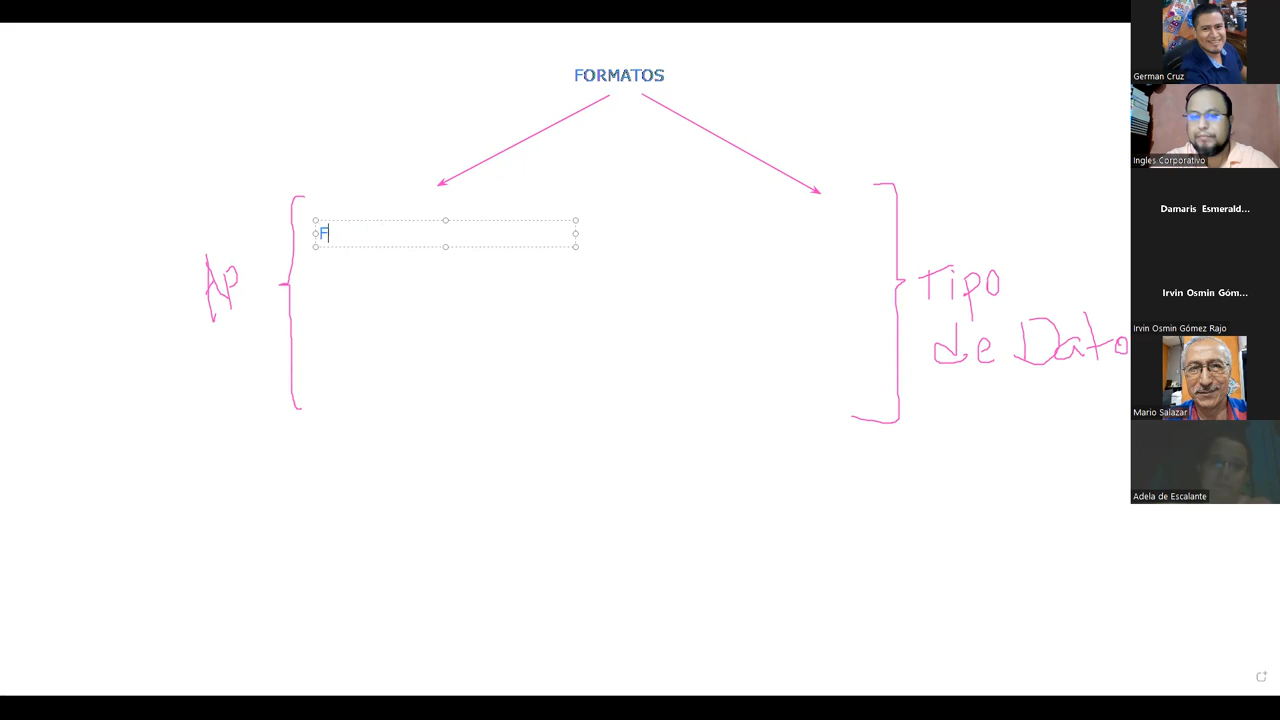 FORMATOS
F
AP
Tipo
de Dato
German Cruz
Ingles Corporativo
Damaris Esmerald...
Irvin Osmin Góm...
Irvin Osmin Gómez Rajo
Mario Salazar
Adela de Escalante